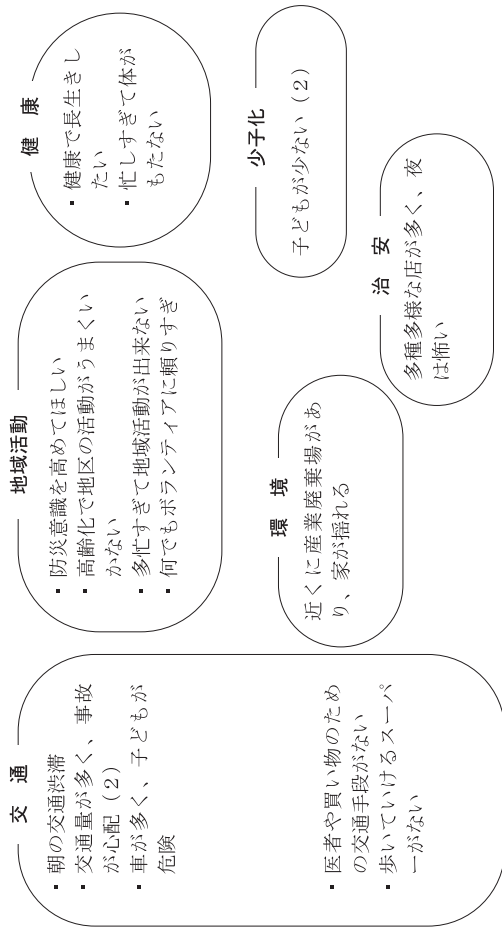 交　通
・朝の交通渋滞
・交通量が多く、事故
が心配（2）
・車が多く、子どもが
危険
・医者や買い物のため
の交通手段がない
・歩いていけるスーパ
ーがない
地域活動
・防災意識を高めてほしい
・高齢化で地区の活動がうまくい
かない
・多忙すぎて地域活動が出来ない
・何でもボランティアに頼りすぎ
健　康
・健康で長生きし
たい
・忙しすぎて体が
もたない
環　境
近くに産業廃棄場があ
り、家が揺れる
少子化
子どもが少ない（2）
治　安
多種多様な店が多く、夜
は怖い